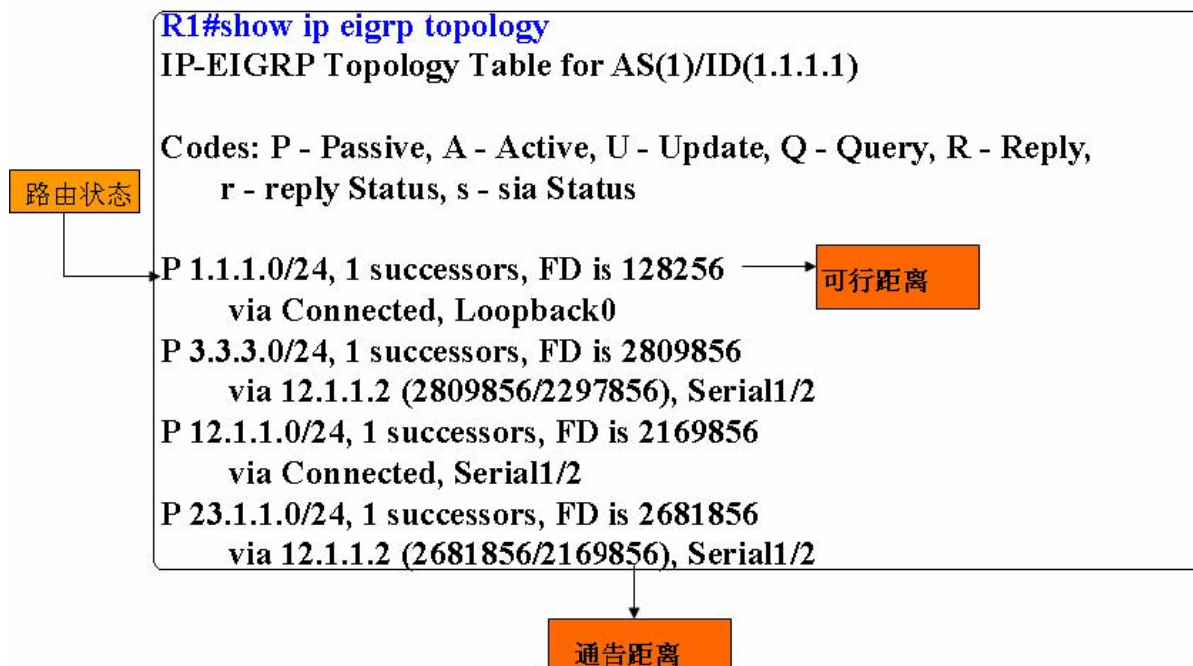 R1#show ip eigrp topology
IP-EIGRP Topology Table for AS(1)/ID(1.1.1.1)
Codes: P - Passive, A - Active, U - Update, Q - Query, R - Reply,
r - reply Status, s - sia Status
路由状态
P 1.1.1.0/24, 1 successors, FD is 128256
可行距离
via Connected, Loopback0
P 3.3.3.0/24, 1 successors, FD is 2809856
via 12.1.1.2 (2809856/2297856), Serial1/2
P 12.1.1.0/24, 1 successors, FD is 2169856
via Connected, Serial1/2
P 23.1.1.0/24, 1 successors, FD is 2681856
via 12.1.1.2 (2681856/2169856), Serial1/2
通告距离